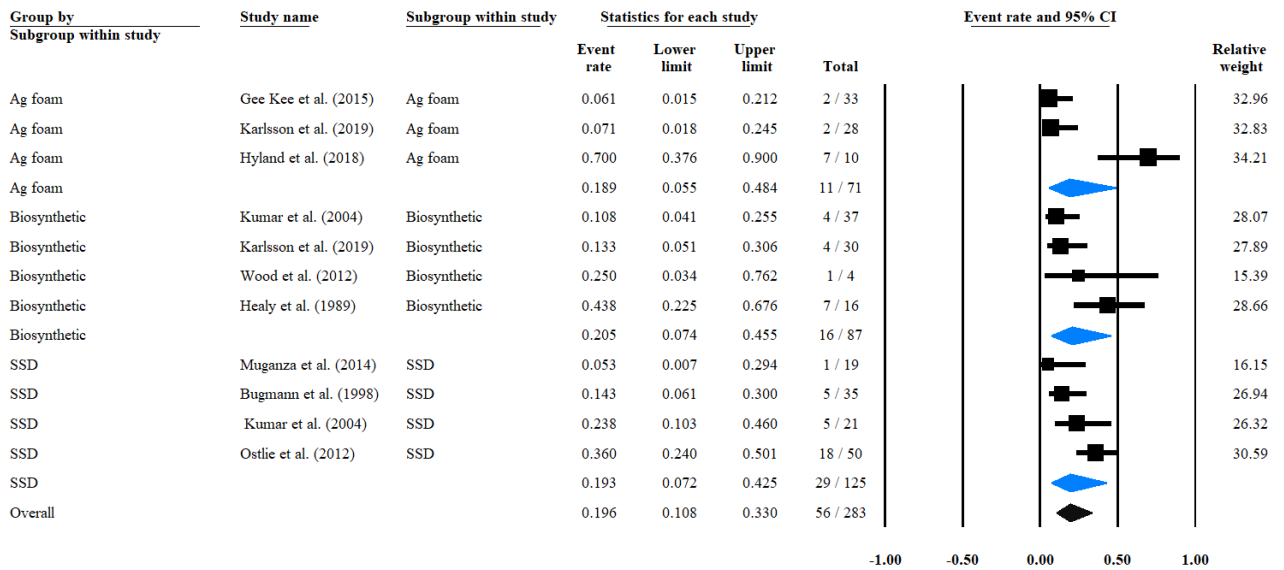 Group by Study name Subgroup within study Statistics for each study Event rate and 95% CI
Subgroup within study
Event rate Lower limit Upper limit Total Relative weight
Ag foam Gee Kee et al. (2015) Ag foam 0.061 0.015 0.212 2 / 33 32.96
Ag foam Karlsson et al. (2019) Ag foam 0.071 0.018 0.245 2 / 28 32.83
Ag foam Hyland et al. (2018) Ag foam 0.700 0.376 0.900 7 / 10 34.21
Ag foam 0.189 0.055 0.484 11 / 71
Biosynthetic Kumar et al. (2004) Biosynthetic 0.108 0.041 0.255 4 / 37 28.07
Biosynthetic Karlsson et al. (2019) Biosynthetic 0.133 0.051 0.306 4 / 30 27.89
Biosynthetic Wood et al. (2012) Biosynthetic 0.250 0.034 0.762 1 / 4 15.39
Biosynthetic Healy et al. (1989) Biosynthetic 0.438 0.225 0.676 7 / 16 28.66
Biosynthetic 0.205 0.074 0.455 16 / 87
SSD Muganza et al. (2014) SSD 0.053 0.007 0.294 1 / 19 16.15
SSD Bugmann et al. (1998) SSD 0.143 0.061 0.300 5 / 35 26.94
SSD Kumar et al. (2004) SSD 0.238 0.103 0.460 5 / 21 26.32
SSD Ostlie et al. (2012) SSD 0.360 0.240 0.501 18 / 50 30.59
SSD 0.193 0.072 0.425 29 / 125
Overall 0.196 0.108 0.330 56 / 283
-1.00 -0.50 0.00 0.50 1.00